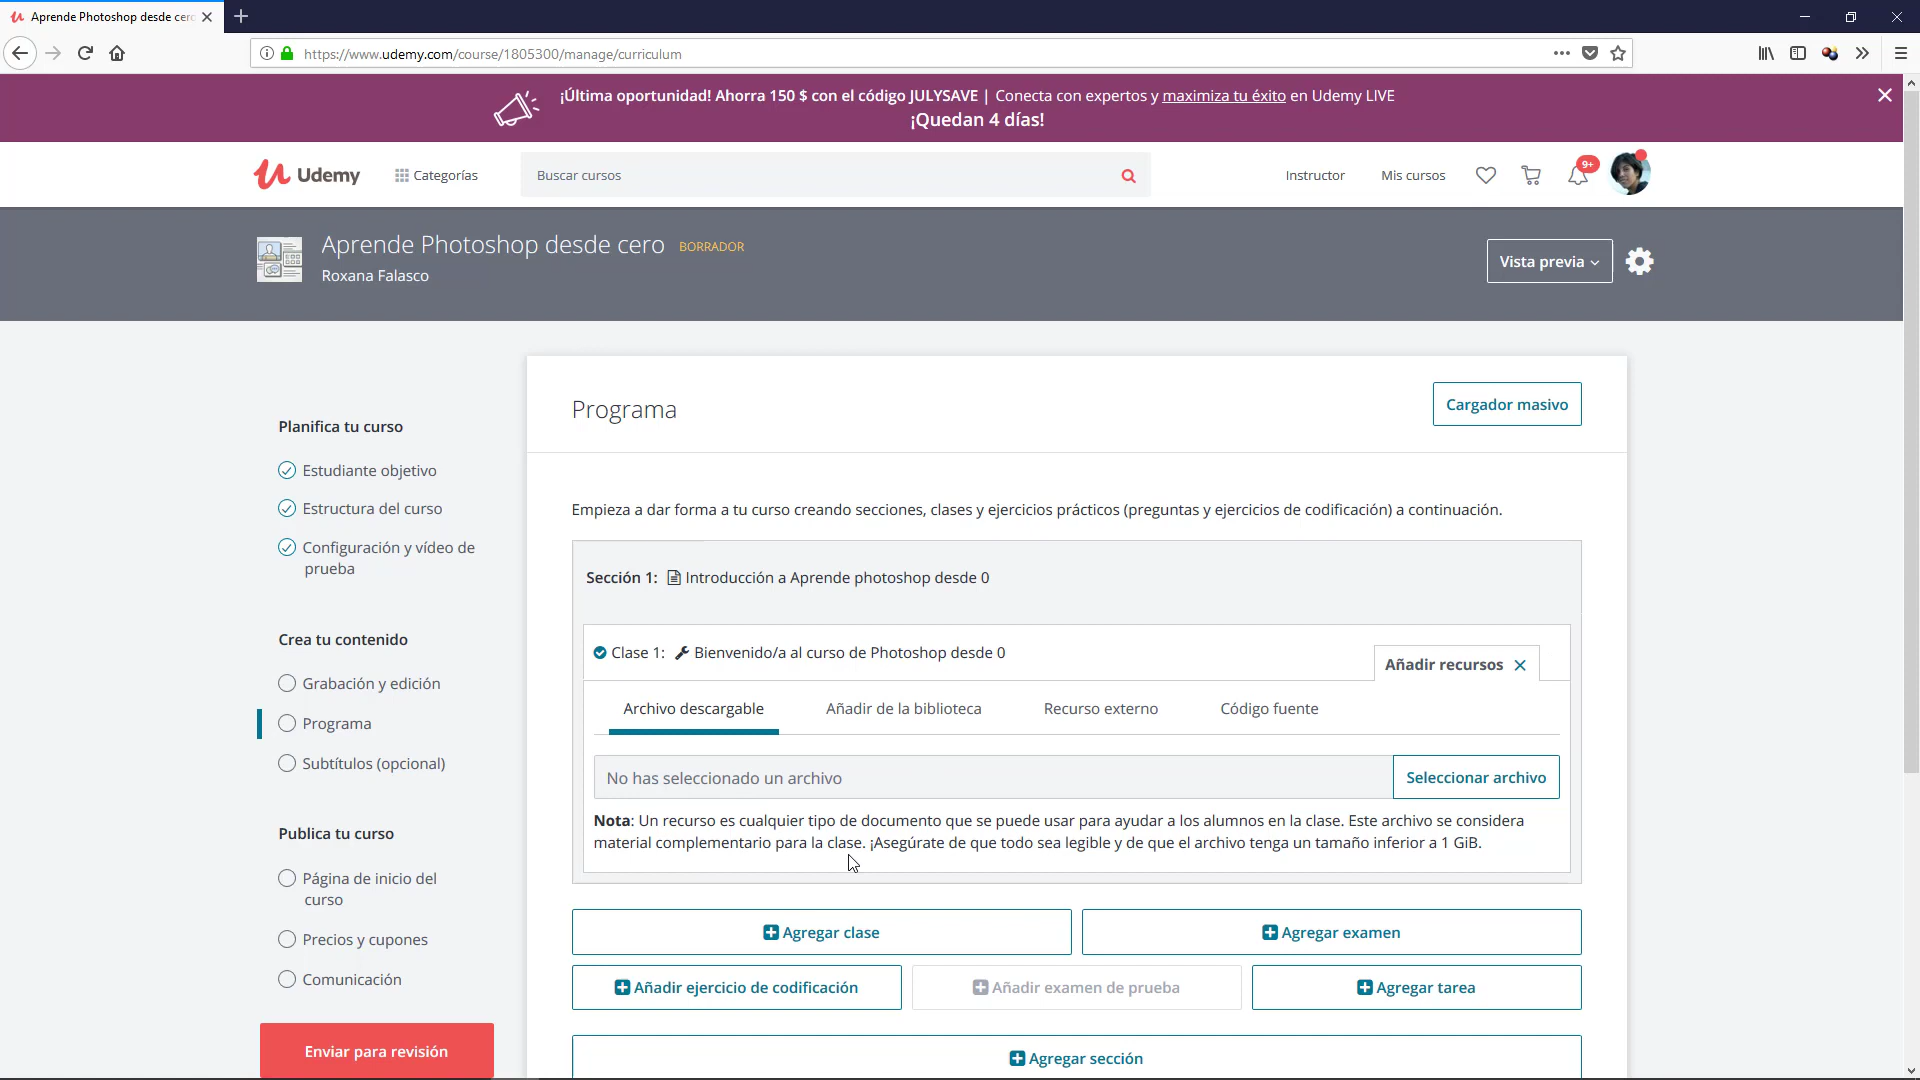 Aprende Photoshop desde cero
https://www.udemy.com/course/1805300/manage/curriculum
¡Última oportunidad! Ahorra 150 $ con el código JULYSAVE | Conecta con expertos y maximiza tu éxito en Udemy LIVE
¡Quedan 4 días!
Udemy
Categorías
Buscar cursos
Instructor
Mis cursos
9+
Aprende Photoshop desde cero BORRADOR
Roxana Falasco
Vista previa
Planifica tu curso
Estudiante objetivo
Estructura del curso
Configuración y vídeo de
prueba
Crea tu contenido
Grabación y edición
Programa
Subtítulos (opcional)
Publica tu curso
Página de inicio del
curso
Precios y cupones
Comunicación
Enviar para revisión
Programa
Cargador masivo
Empieza a dar forma a tu curso creando secciones, clases y ejercicios prácticos (preguntas y ejercicios de codificación) a continuación.
Sección 1: Introducción a Aprende photoshop desde 0
Clase 1: Bienvenido/a al curso de Photoshop desde 0
Añadir recursos
Archivo descargable
Añadir de la biblioteca
Recurso externo
Código fuente
No has seleccionado un archivo
Seleccionar archivo
Nota: Un recurso es cualquier tipo de documento que se puede usar para ayudar a los alumnos en la clase. Este archivo se considera
material complementario para la clase. ¡Asegúrate de que todo sea legible y de que el archivo tenga un tamaño inferior a 1 GiB.
Agregar clase
Agregar examen
Añadir ejercicio de codificación
Añadir examen de prueba
Agregar tarea
Agregar sección